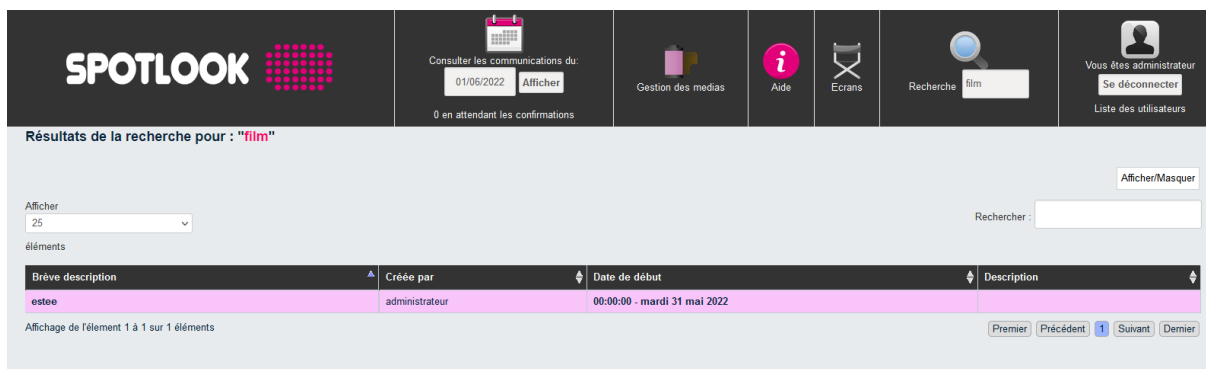 SPOTLOOK
Consulter les communications du:
01/06/2022 Afficher
0 en attendant les confirmations
Gestion des medias
i
Aide
Ecrans
Recherche film
Vous êtes administrateur
Se déconnecter
Liste des utilisateurs
Résultats de la recherche pour : "film"
Afficher/Masquer
Afficher
25
éléments
Rechercher :
Brève description Créée par Date de début Description
estee administrateur 00:00:00 - mardi 31 mai 2022
Affichage de l'élement 1 à 1 sur 1 éléments
Premier Précédent 1 Suivant Dernier